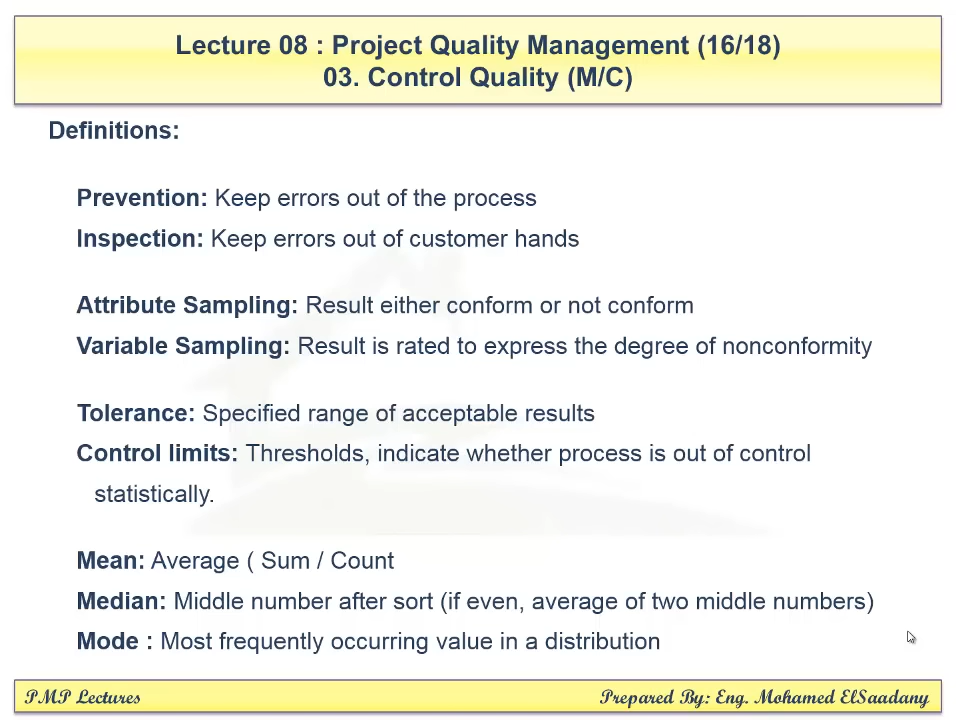 Lecture 08 : Project Quality Management (16/18)
03. Control Quality (M/C)
Definitions:
Prevention: Keep errors out of the process
Inspection: Keep errors out of customer hands
Attribute Sampling: Result either conform or not conform
Variable Sampling: Result is rated to express the degree of nonconformity
Tolerance: Specified range of acceptable results
Control limits: Thresholds, indicate whether process is out of control
statistically.
Mean: Average ( Sum / Count
Median: Middle number after sort (if even, average of two middle numbers)
Mode : Most frequently occurring value in a distribution
PMP Lectures
Prepared By: Eng. Mohamed ElSaadany